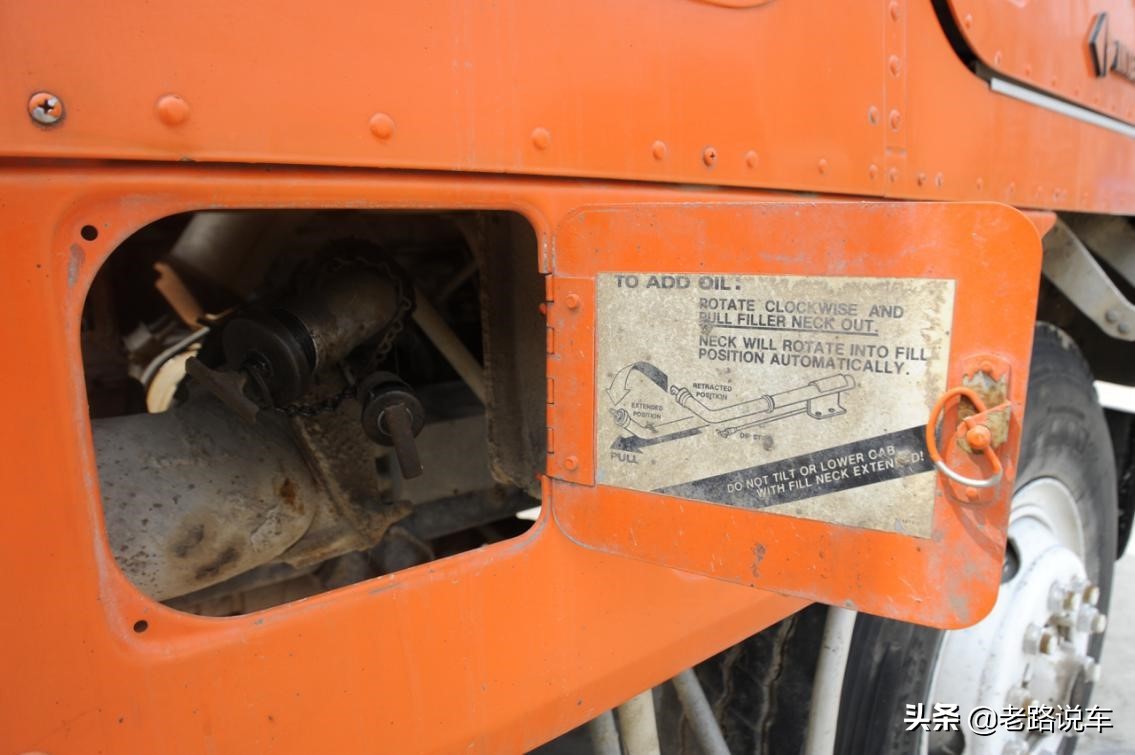 TO ADD OIL:
ROTATE CLOCKWISE AND
PULL FILLER NECK OUT.
NECK WILL ROTATE INTO FILL
POSITION AUTOMATICALLY.
RETRACTED
POSITION
EXTENDED
POSITION
PULL
DO NOT TILT OR LOWER CAB
WITH FILL NECK
头条 @老路说车